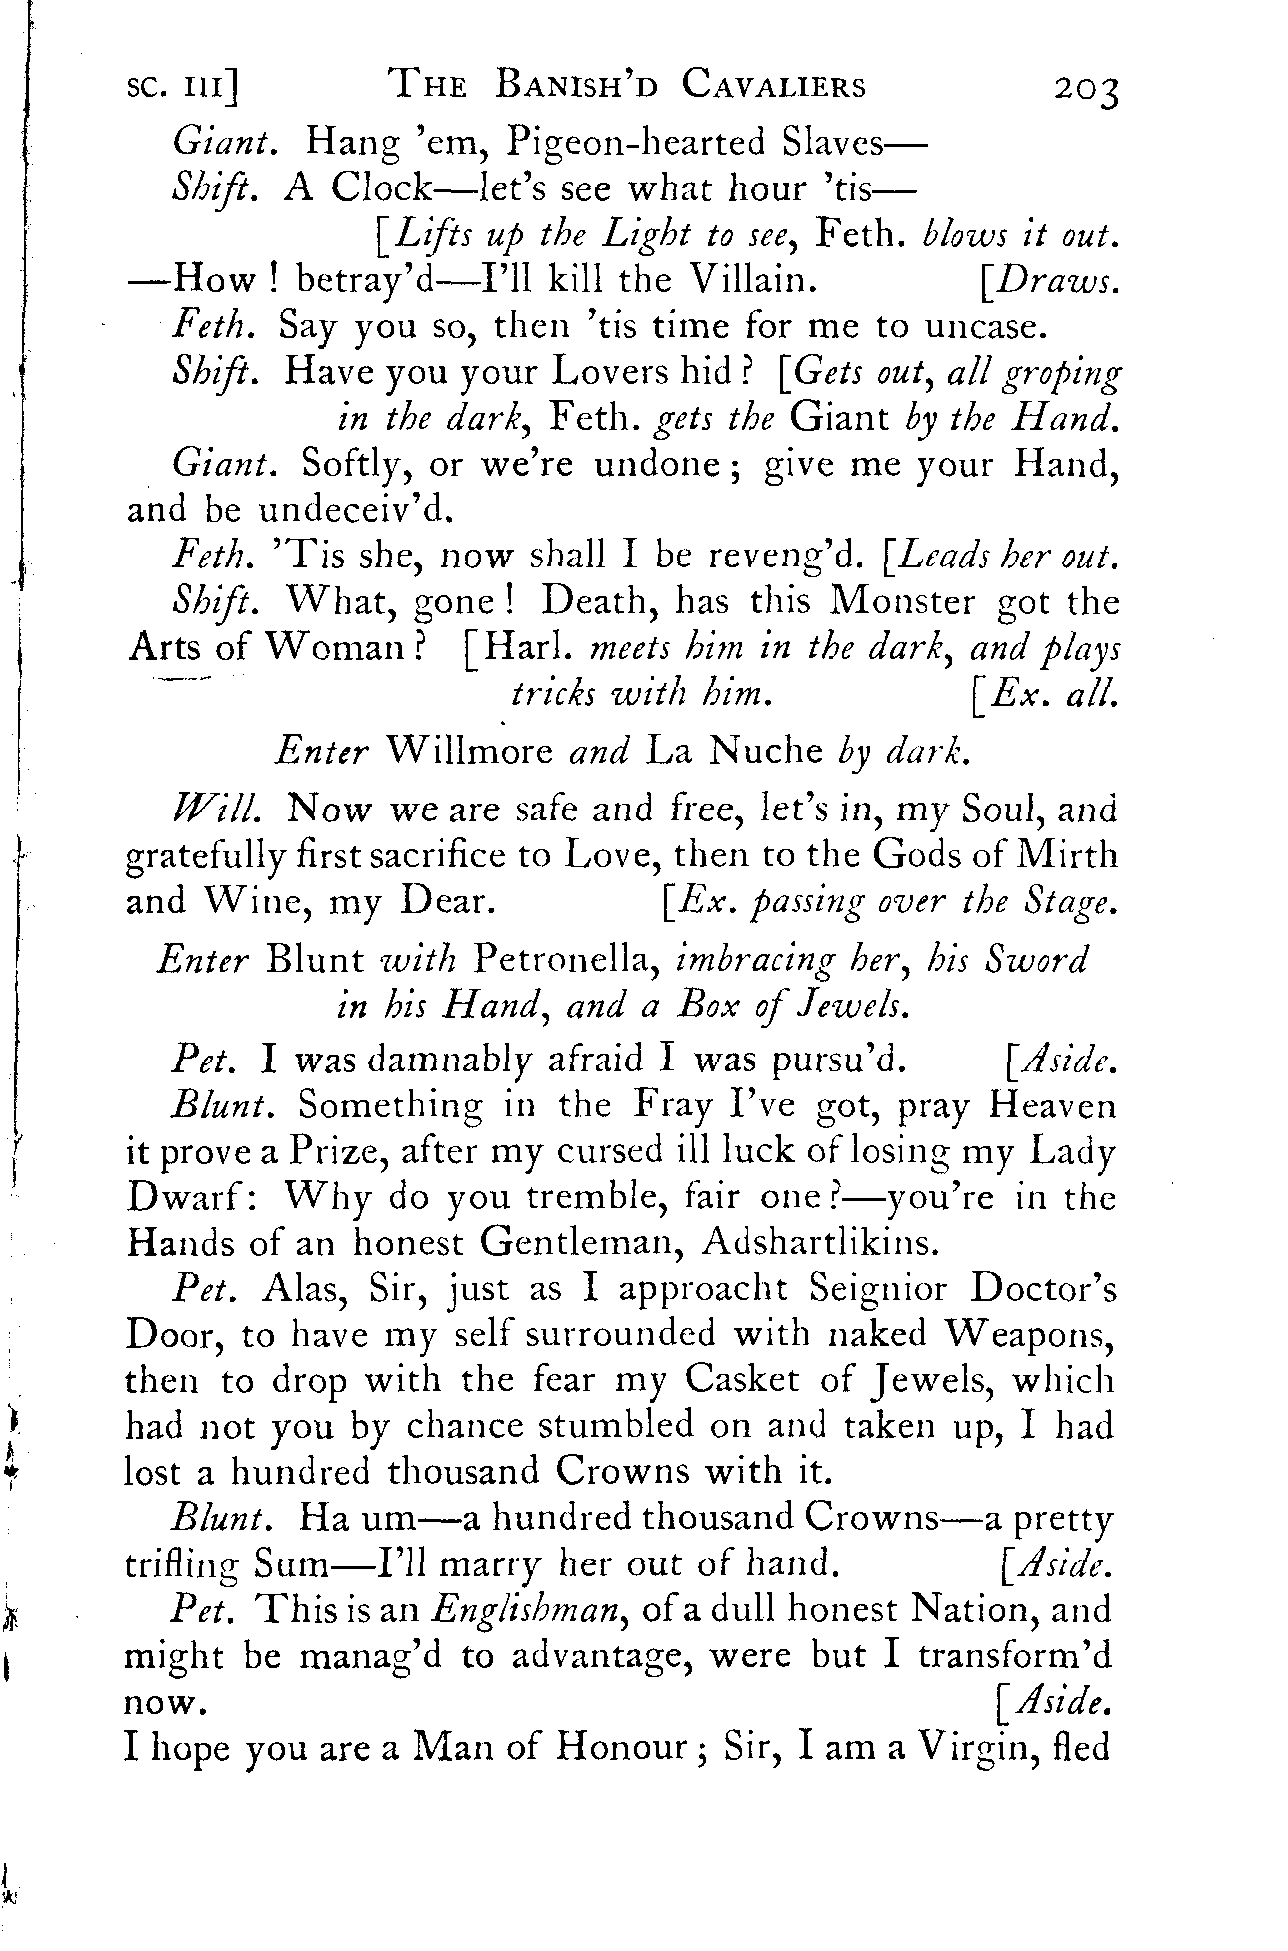 SC. III] THE BANISH'D CAVALIERS 203
Giant. Hang 'em, Pigeon-hearted Slaves—
Shift. A Clock—let's see what hour 'tis—
[Lifts up the Light to see, Feth. blows it out.
—How ! betray'd—I'll kill the Villain. [Draws.
Feth. Say you so, then 'tis time for me to uncase.
Shift. Have you your Lovers hid ? [Gets out, all groping
in the dark, Feth. gets the Giant by the Hand.
Giant. Softly, or we're undone ; give me your Hand,
and be undeceiv'd.
Feth. 'Tis she, now shall I be reveng'd. [Leads her out.
Shift. What, gone ! Death, has this Monster got the
Arts of Woman ? [Harl. meets him in the dark, and plays
tricks with him. [Ex. all.
Enter Willmore and La Nuche by dark.
Will. Now we are safe and free, let's in, my Soul, and
gratefully first sacrifice to Love, then to the Gods of Mirth
and Wine, my Dear. [Ex. passing over the Stage.
Enter Blunt with Petronella, imbracing her, his Sword
in his Hand, and a Box of Jewels.
Pet. I was damnably afraid I was pursu'd. [Aside.
Blunt. Something in the Fray I've got, pray Heaven
it prove a Prize, after my cursed ill luck of losing my Lady
Dwarf: Why do you tremble, fair one ?—you're in the
Hands of an honest Gentleman, Adshartlikins.
Pet. Alas, Sir, just as I approacht Seignior Doctor's
Door, to have my self surrounded with naked Weapons,
then to drop with the fear my Casket of Jewels, which
had not you by chance stumbled on and taken up, I had
lost a hundred thousand Crowns with it.
Blunt. Ha um—a hundred thousand Crowns—a pretty
trifling Sum—I'll marry her out of hand. [Aside.
Pet. This is an Englishman, of a dull honest Nation, and
might be manag'd to advantage, were but I transform'd
now. [Aside.
I hope you are a Man of Honour ; Sir, I am a Virgin, fled